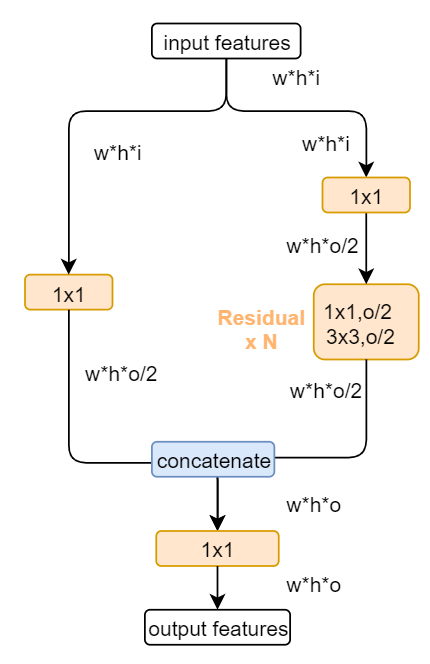 input features
w*h*i
w*h*i
w*h*i
1x1
w*h*o/2
1x1
Residual
x N
1x1,o/2
3x3,o/2
w*h*o/2
w*h*o/2
concatenate
w*h*o
1x1
w*h*o
output features